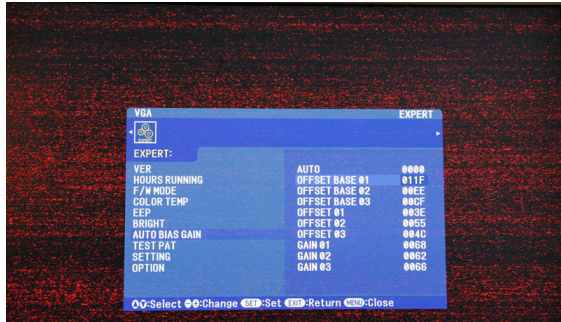 VGA EXPERT
EXPERT
EXPERT:
VER
HOURS RUNNING
F/W MODE
COLOR TEMP
EEP
BRIGHT
AUTO BIAS GAIN
TEST PAT
SETTING
OPTION
AUTO 0000
OFFSET BASE 01 011F
OFFSET BASE 02 00EE
OFFSET BASE 03 00CF
OFFSET 01 003E
OFFSET 02 0055
OFFSET 03 004C
GAIN 01 0068
GAIN 02 0062
GAIN 03 0066
:Select :Change SET:Set EXIT:Return MENU:Close